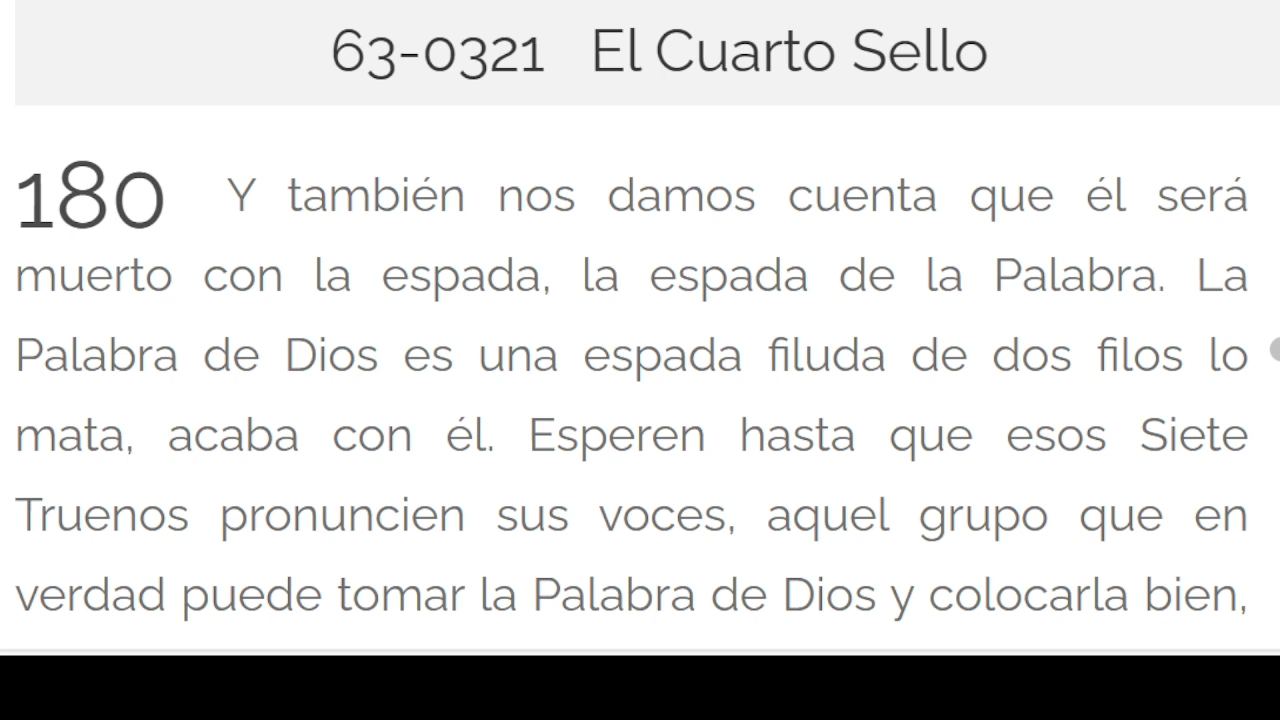 63-0321 El Cuarto Sello
180 Y también nos damos cuenta que él será
muerto con la espada, la espada de la Palabra. La
Palabra de Dios es una espada filuda de dos filos lo
mata, acaba con él. Esperen hasta que esos Siete
Truenos pronuncien sus voces, aquel grupo que en
verdad puede tomar la Palabra de Dios y colocarla bien,